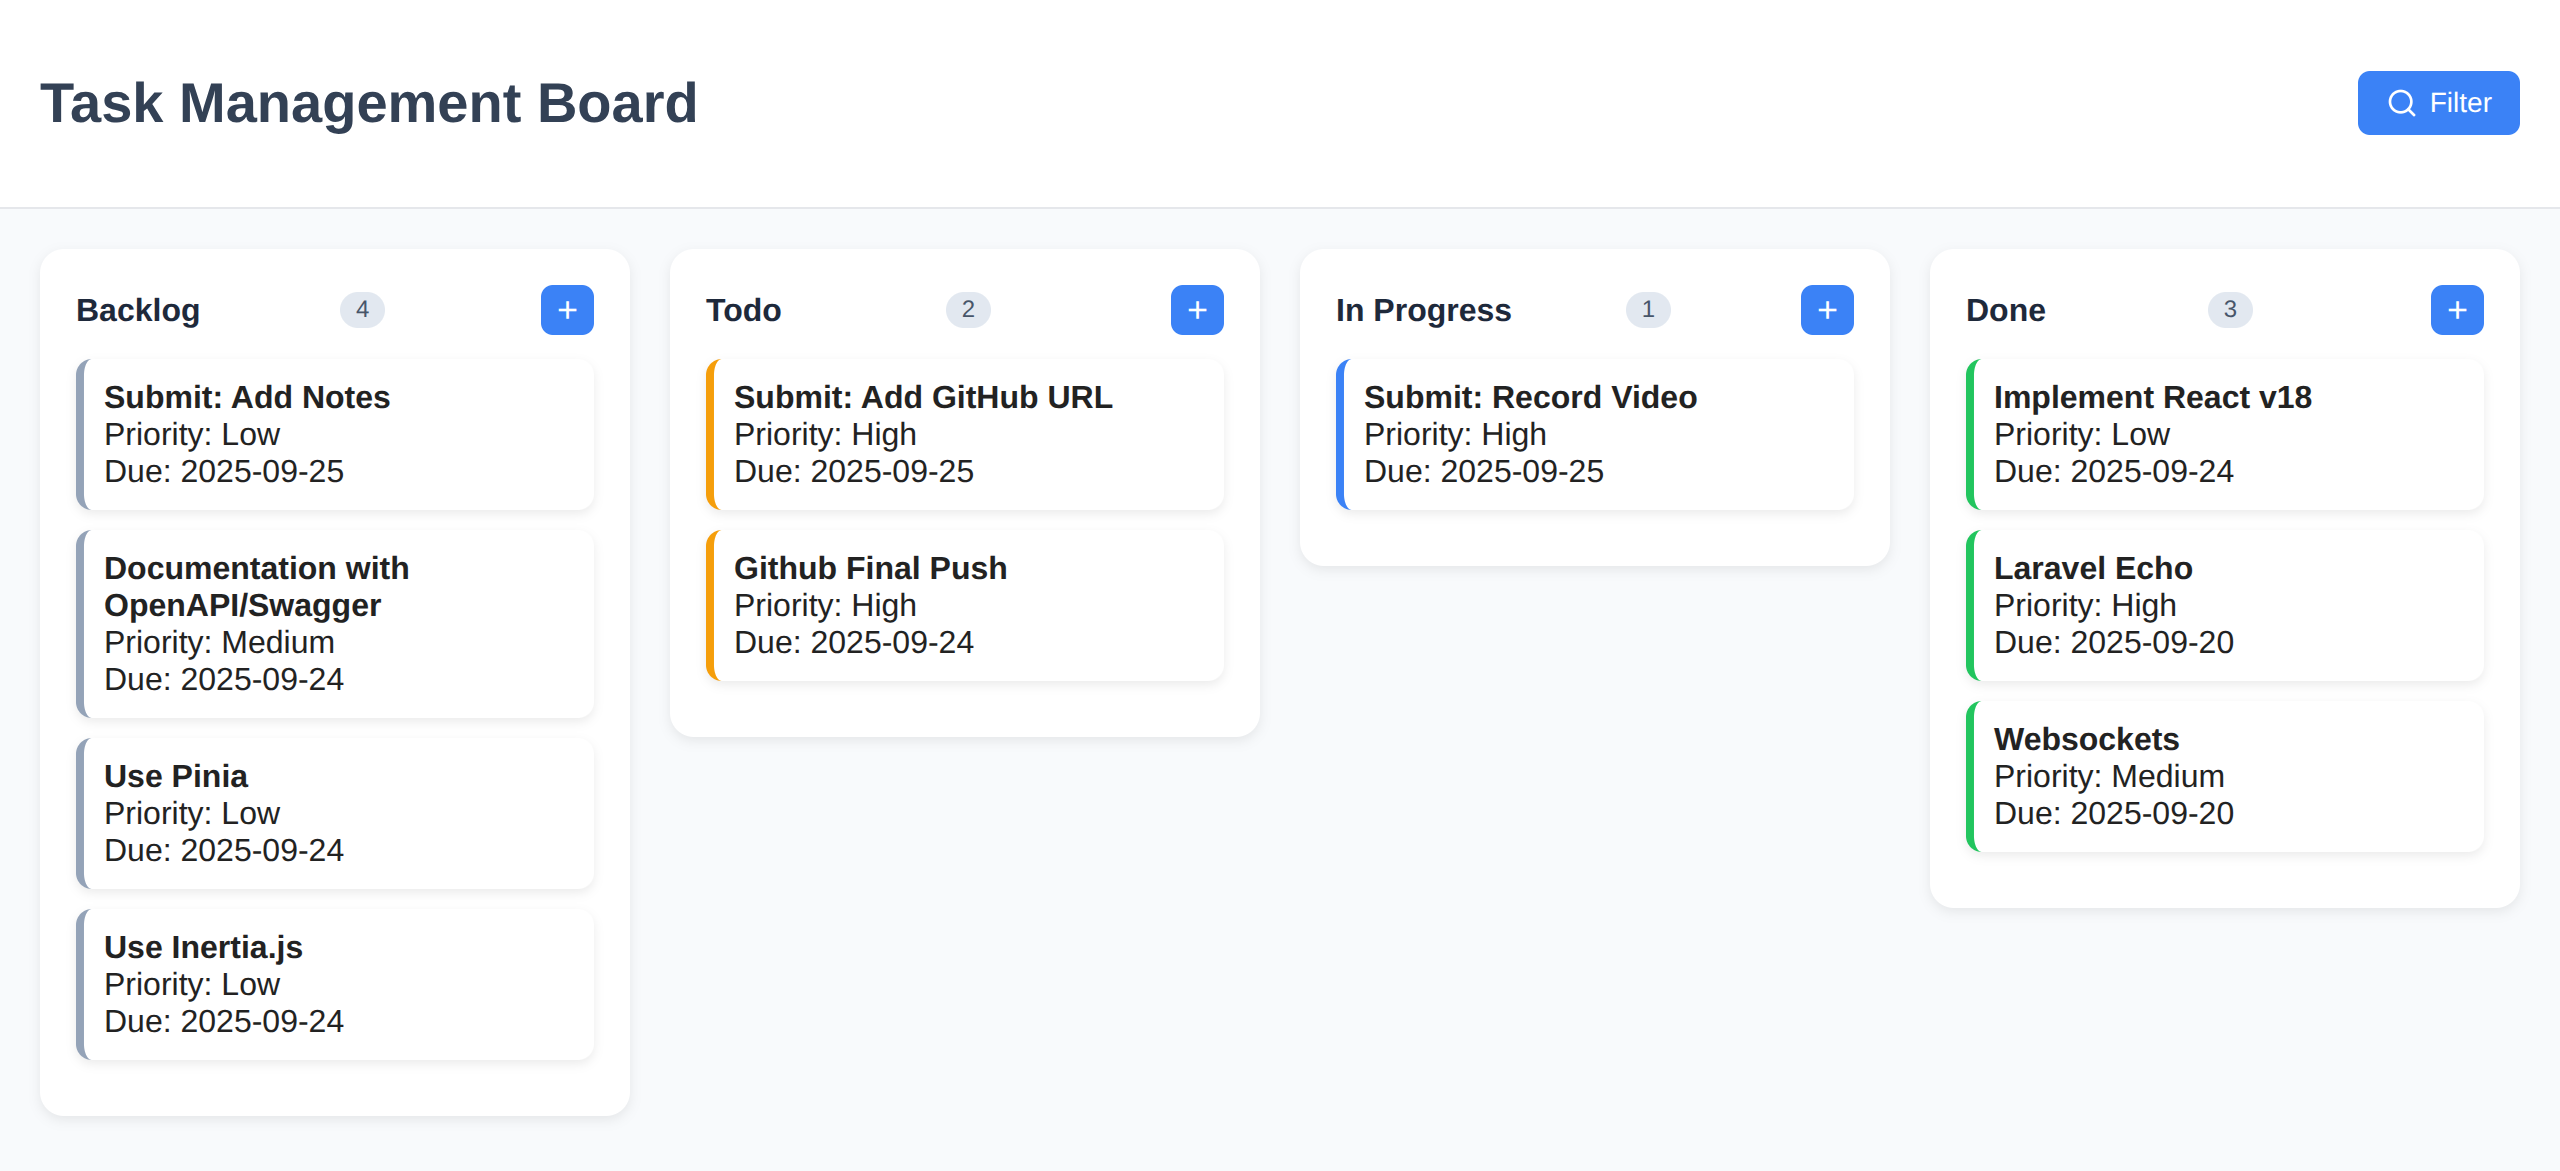 Task Management Board
Filter
Backlog
4
+
Submit: Add Notes
Priority: Low
Due: 2025-09-25
Documentation with
OpenAPI/Swagger
Priority: Medium
Due: 2025-09-24
Use Pinia
Priority: Low
Due: 2025-09-24
Use Inertia.js
Priority: Low
Due: 2025-09-24
Todo
2
+
Submit: Add GitHub URL
Priority: High
Due: 2025-09-25
Github Final Push
Priority: High
Due: 2025-09-24
In Progress
1
+
Submit: Record Video
Priority: High
Due: 2025-09-25
Done
3
+
Implement React v18
Priority: Low
Due: 2025-09-24
Laravel Echo
Priority: High
Due: 2025-09-20
Websockets
Priority: Medium
Due: 2025-09-20